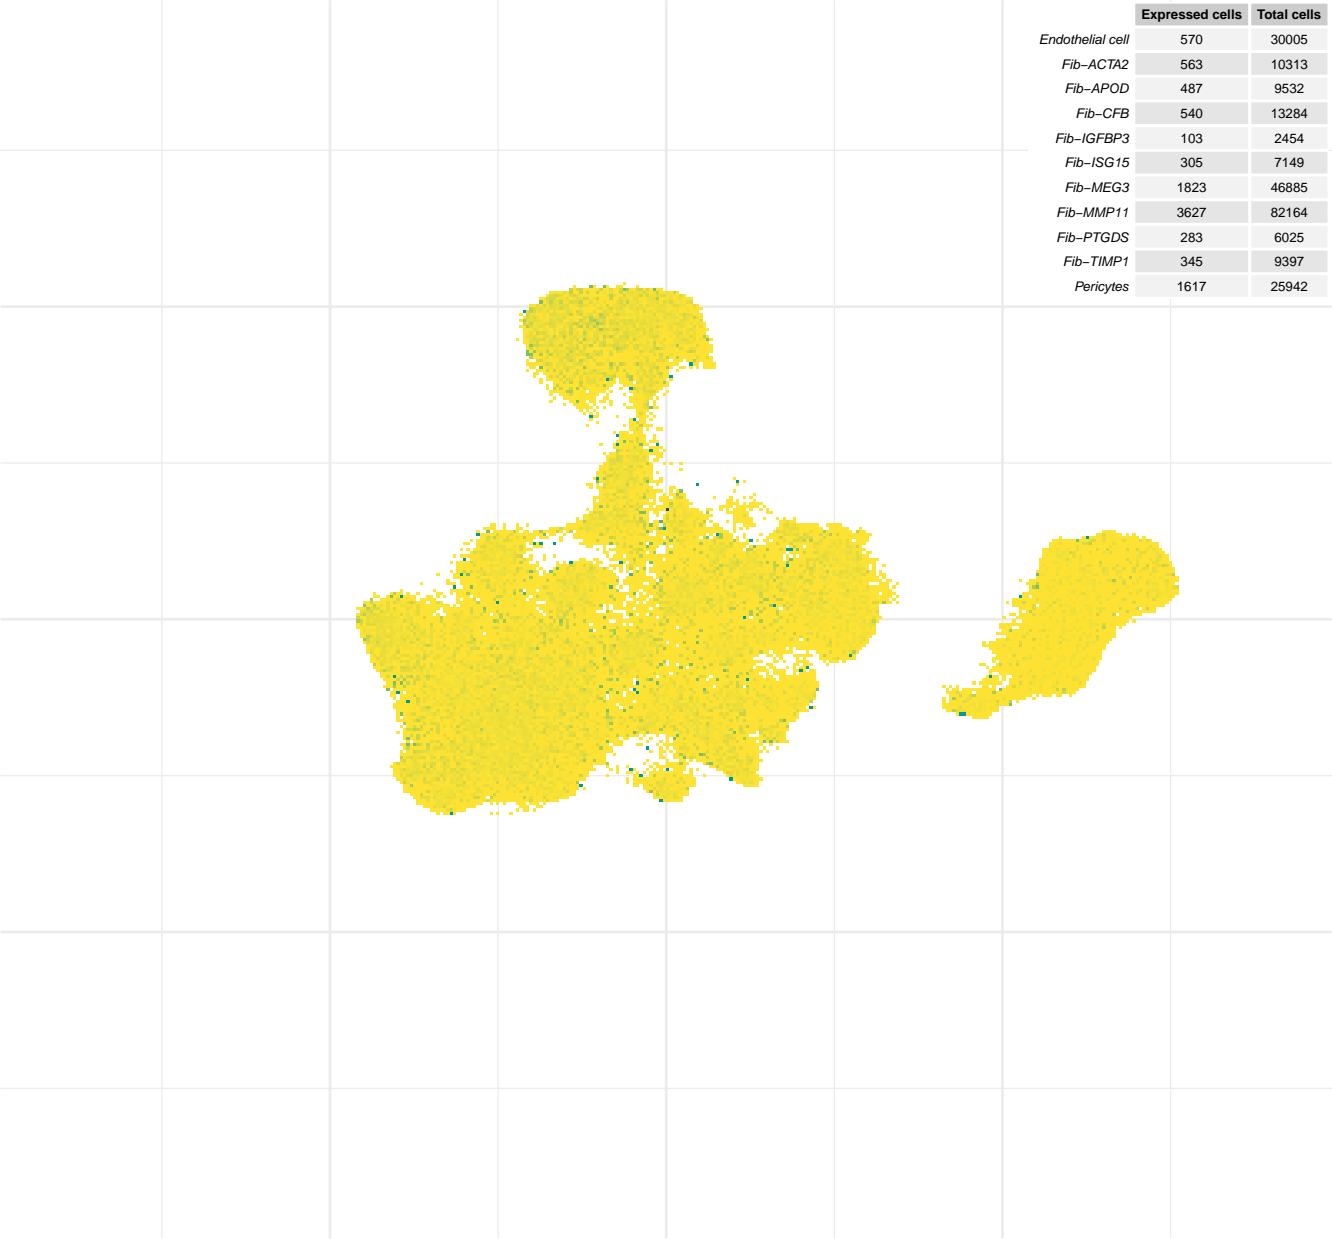 Expressed cells Total cells
Endothelial cell 570 30005
Fib−ACTA2 563 10313
Fib−APOD 487 9532
Fib−CFB 540 13284
Fib−IGFBP3 103 2454
Fib−ISG15 305 7149
Fib−MEG3 1823 46885
Fib−MMP11 3627 82164
Fib−PTGDS 283 6025
Fib−TIMP1 345 9397
Pericytes 1617 25942